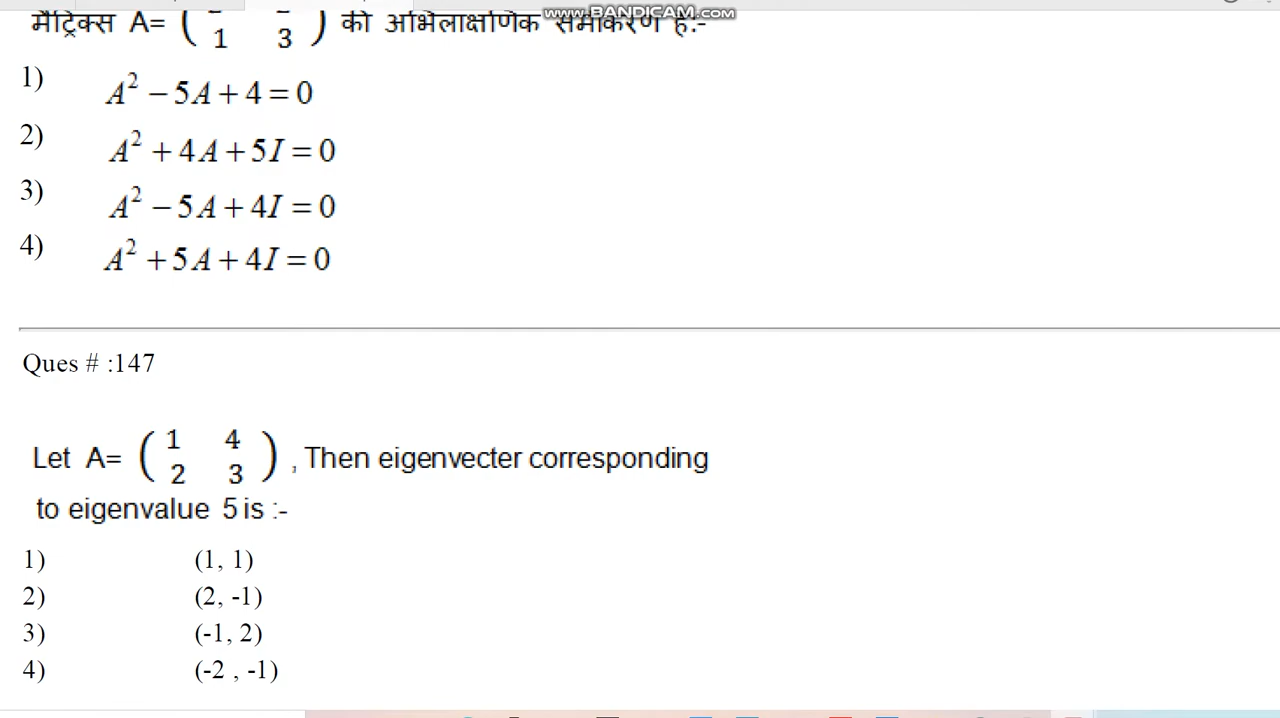 www.BANDICAM.com
मैट्रिक्स A= ( 1 3 ) की अभिलाक्षणिक समीकरण है:-
1) A² − 5A + 4 = 0
2) A² + 4A + 5I = 0
3) A² − 5A + 4I = 0
4) A² + 5A + 4I = 0
Ques # :147
Let A= ( 1 4
2 3 ) , Then eigenvecter corresponding
to eigenvalue 5 is :-
1) (1, 1)
2) (2, -1)
3) (-1, 2)
4) (-2 , -1)